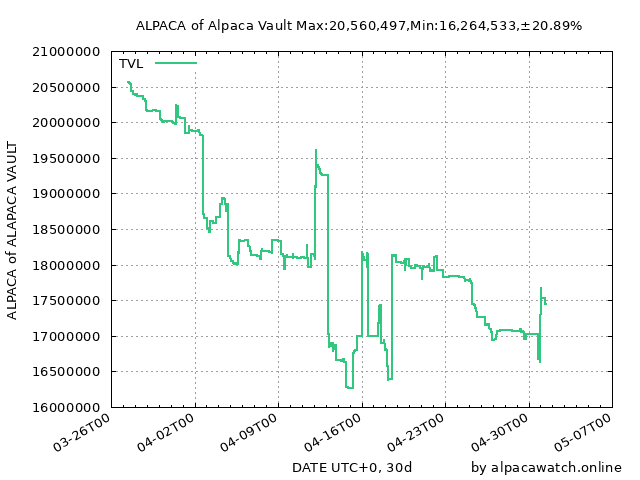 ALPACA of Alpaca Vault Max:20,560,497,Min:16,264,533,±20.89%
TVL
21000000
20500000
20000000
19500000
19000000
18500000
18000000
17500000
17000000
16500000
16000000
ALPACA of ALAPACA VAULT
03-26T00
04-02T00
04-09T00
04-16T00
04-23T00
04-30T00
05-07T00
DATE UTC+0, 30d
by alpacawatch.online